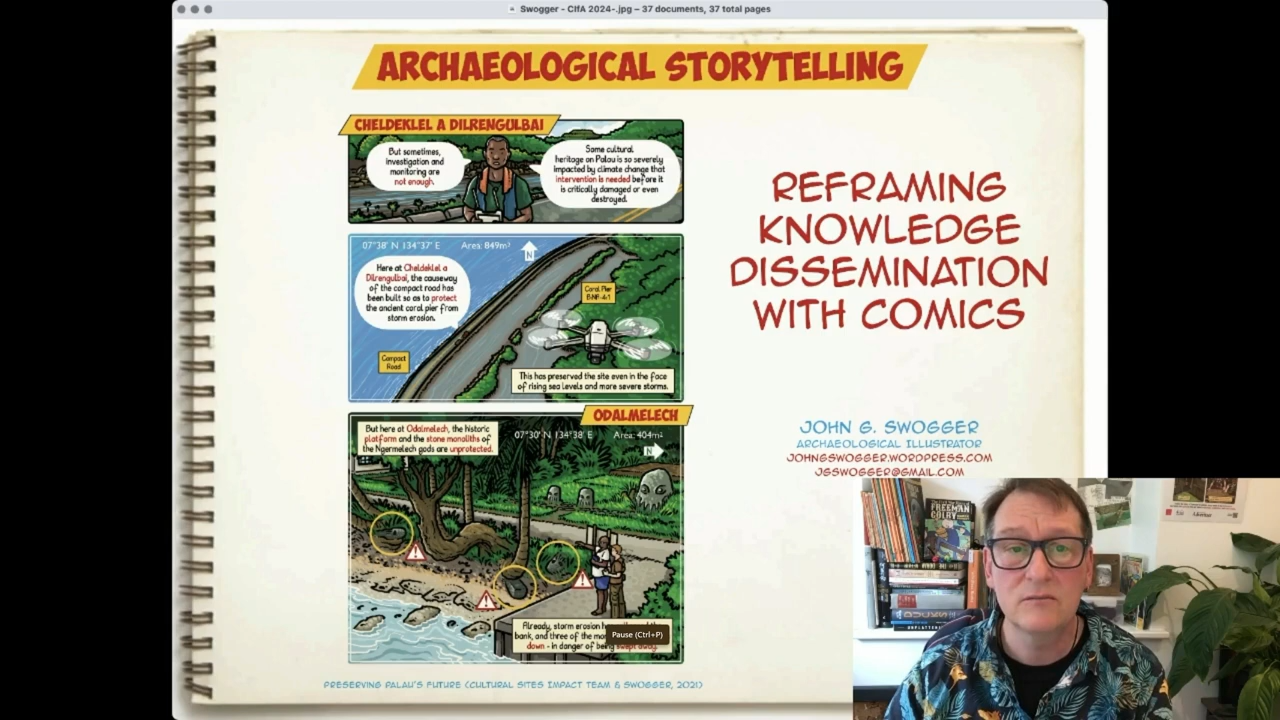 Swogger - CIfA 2024-.jpg – 37 documents, 37 total pages
ARCHAEOLOGICAL STORYTELLING
CHELDEKLEL A DILRENGULBAI
But sometimes,
investigation and
monitoring are
not enough.
Some cultural
heritage on Palau is so severely
impacted by climate change that
intervention is needed before it
is critically damaged or even
destroyed.
07°38' N 134°37' E
Area: 849m²
N
Here at Cheldeklel a
Dilrengulbai, the causeway
of the compact road has
been built so as to protect
the ancient coral pier from
storm erosion.
Coral Pier
B:NR-4:1
Compact
Road
This has preserved the site even in the face
of rising sea levels and more severe storms.
ODALMELECH
But here at Odalmelech, the historic
platform and the stone monoliths of
the Ngermelech gods are unprotected.
07°30' N 134°38' E
Area: 404m²
N
Already, storm erosion
bank, and three of the
down - in danger of being swept away.
Pause (Ctrl+P)
PRESERVING PALAU'S FUTURE (CULTURAL SITES IMPACT TEAM & SWOGGER, 2021)
REFRAMING
KNOWLEDGE
DISSEMINATION
WITH COMICS
JOHN G. SWOGGER
ARCHAEOLOGICAL ILLUSTRATOR
JOHNGSWOGGER.WORDPRESS.COM
JGSWOGGER@GMAIL.COM
FREEMAN
COLBY